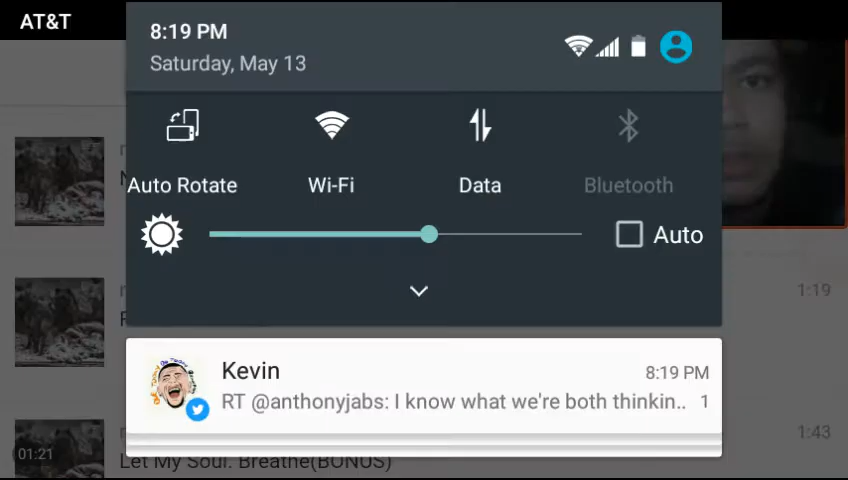 AT&T
8:19 PM
Saturday, May 13
Auto Rotate
Wi-Fi
Data
Bluetooth
Auto
1:19
Kevin
8:19 PM
RT @anthonyjabs: I know what we're both thinkin.. 1
1:43
01:21
Let My Soul. Breathe(BONUS)